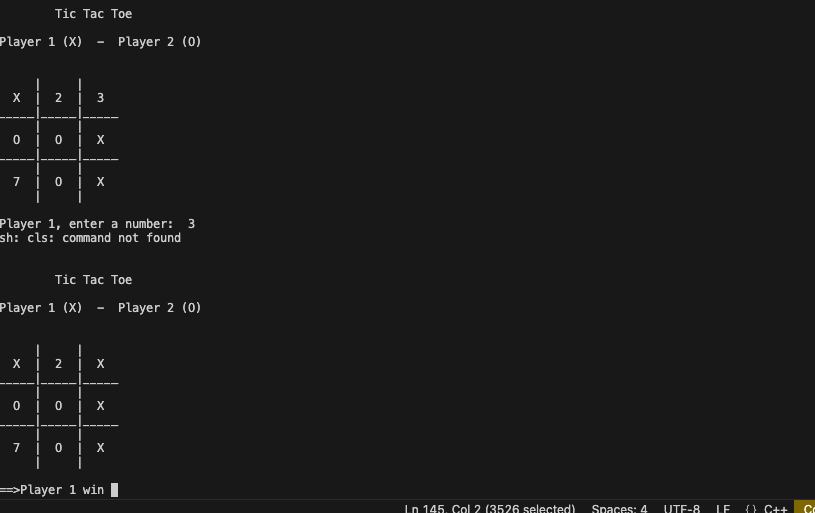 Tic Tac Toe
Player 1 (X)  -  Player 2 (O)
     |     |
  X  |  2  |  3
_____|_____|_____
     |     |
  O  |  O  |  X
_____|_____|_____
     |     |
  7  |  O  |  X
     |     |
Player 1, enter a number:  3
sh: cls: command not found
Tic Tac Toe
Player 1 (X)  -  Player 2 (O)
     |     |
  X  |  2  |  X
_____|_____|_____
     |     |
  O  |  O  |  X
_____|_____|_____
     |     |
  7  |  O  |  X
     |     |
==>Player 1 win
Ln 145, Col 2 (3526 selected)  Spaces: 4  UTF-8  LF  {} C++